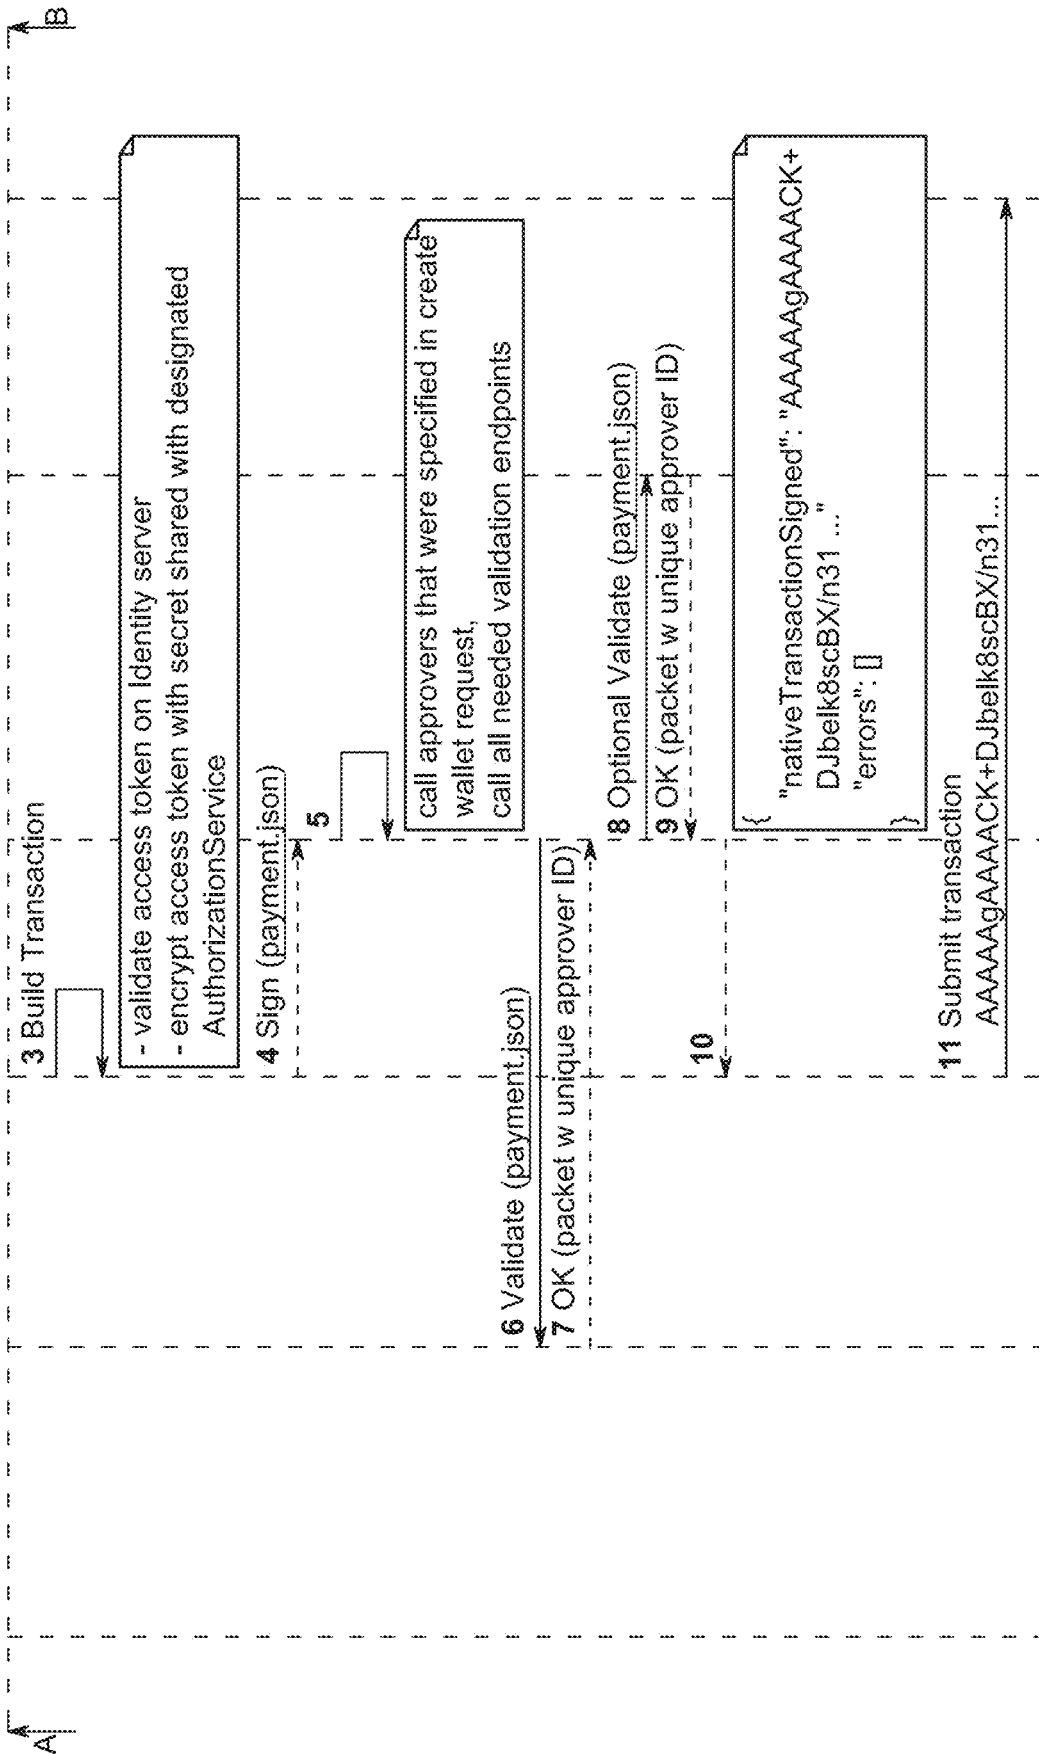 A
B
3 Build Transaction
- validate access token on Identity server
- encrypt access token with secret shared with designated
AuthorizationService
4 Sign (payment.json)
5
call approvers that were specified in create
wallet request,
call all needed validation endpoints
6 Validate (payment.json)
7 OK (packet w unique approver ID)
8 Optional Validate (payment.json)
9 OK (packet w unique approver ID)
10
{
"nativeTransactionSigned": "AAAAAgAAAACK+
DJbelk8scBX/n31 ..."
"errors": []
}
11 Submit transaction
AAAAAgAAAACK+DJbelk8scBX/n31...